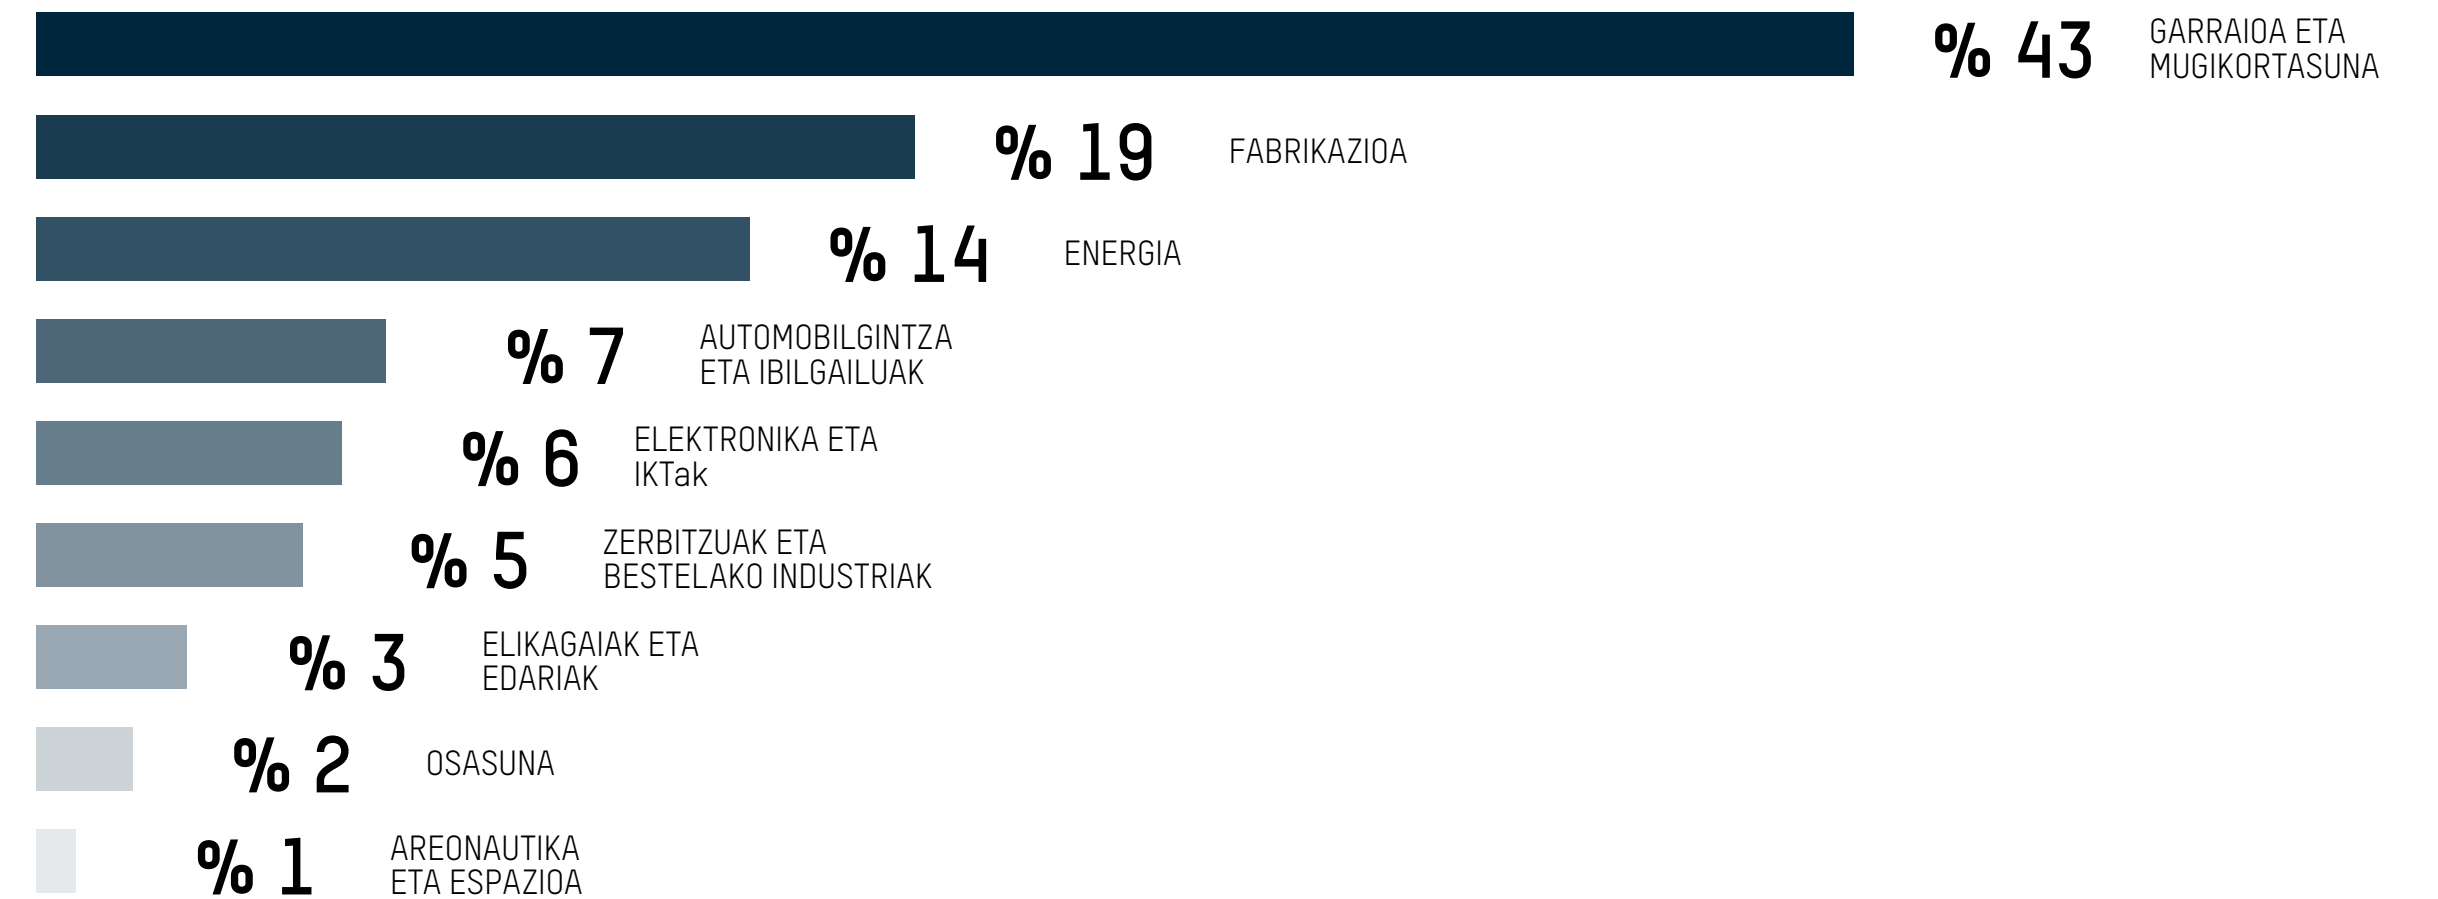 % 43 GARRAIOA ETA
MUGIKORTASUNA
% 19 FABRIKAZIOA
% 14 ENERGIA
% 7 AUTOMOBILGINTZA
ETA IBILGAILUAK
% 6 ELEKTRONIKA ETA
IKTak
% 5 ZERBITZUAK ETA
BESTELAKO INDUSTRIAK
% 3 ELIKAGAIAK ETA
EDARIAK
% 2 OSASUNA
% 1 AREONAUTIKA
ETA ESPAZIOA